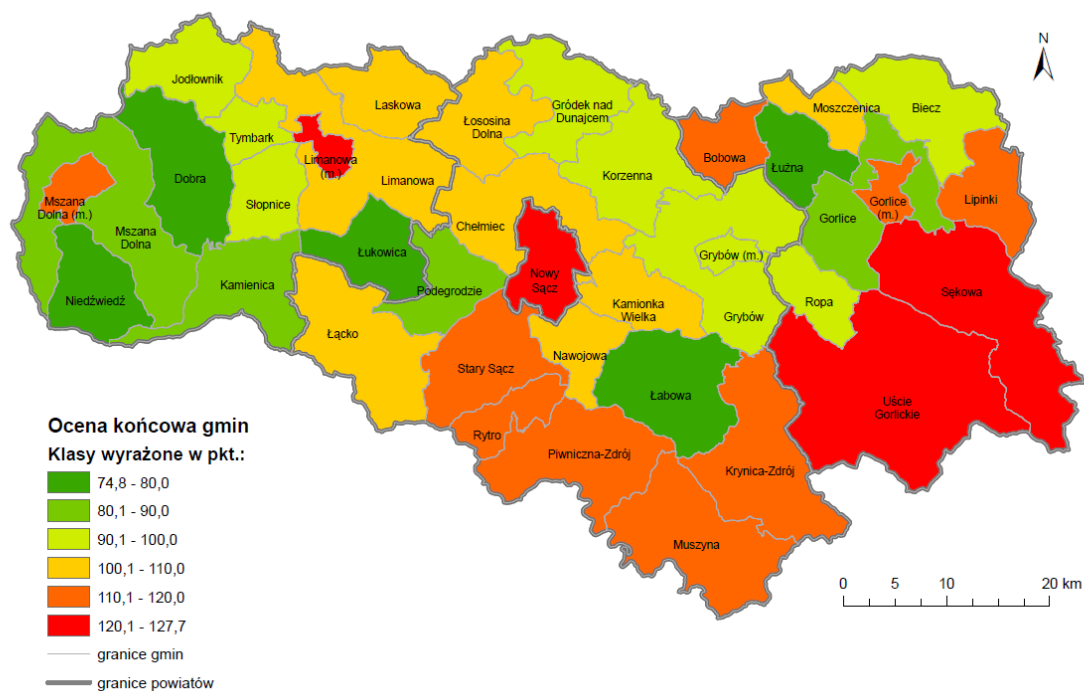 N
Jodłownik
Laskowa
Łososina
Dolna
Gródek nad
Dunajcem
Moszczenica
Biecz
Tymbark
Limanowa
(m.)
Limanowa
Bobowa
Łużna
Mszana
Dolna (m.)
Dobra
Słopnice
Korzenna
Gorlice
Gorlice
(m.)
Lipinki
Mszana
Dolna
Chełmiec
Łukowica
Nowy
Sącz
Grybów (m.)
Niedźwiedź
Kamienica
Podegrodzie
Kamionka
Wielka
Grybów
Ropa
Sękowa
Łącko
Nawojowa
Stary Sącz
Łabowa
Uście
Gorlickie
Rytro
Piwniczna-Zdrój
Krynica-Zdrój
Muszyna
Ocena końcowa gmin
Klasy wyrażone w pkt.:
74,8 - 80,0
80,1 - 90,0
90,1 - 100,0
100,1 - 110,0
110,1 - 120,0
120,1 - 127,7
granice gmin
granice powiatów
0 5 10 20 km